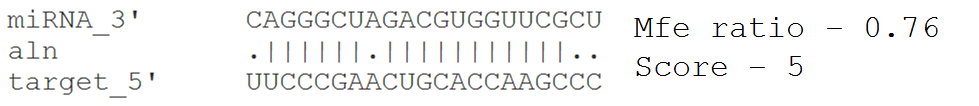 miRNA_3' CAGGGCUAGACGUGGUUCGCU
aln .||||||.|||||||||||..
target_5' UUCCCGAACUGCACCAAGCCC
Mfe ratio – 0.76
Score – 5